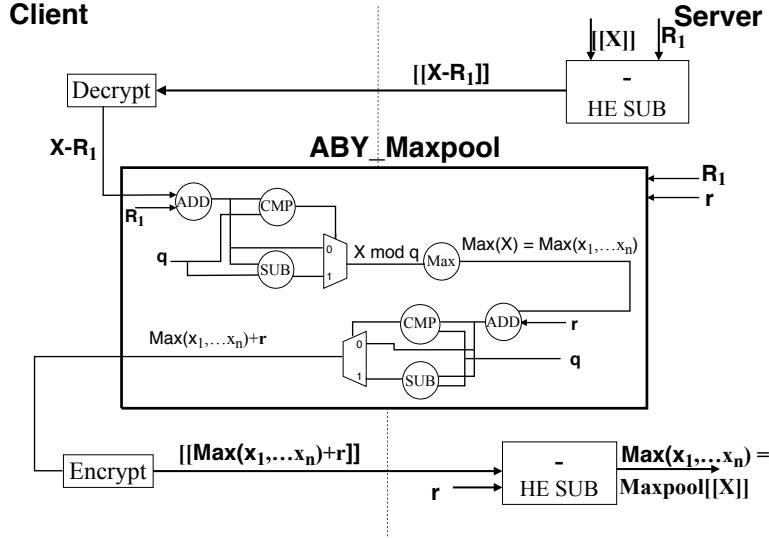 Client
Server
[[X]]
R1
[[X-R1]]
-
HE SUB
Decrypt
X-R1
ABY_Maxpool
R1
r
ADD
R1
CMP
q
SUB
0
1
X mod q
Max
Max(X) = Max(x1,...xn)
CMP
ADD
r
0
1
SUB
q
Max(x1,...xn)+r
Encrypt
[[Max(x1,...xn)+r]]
r
-
HE SUB
Max(x1,...xn) =
Maxpool[[X]]